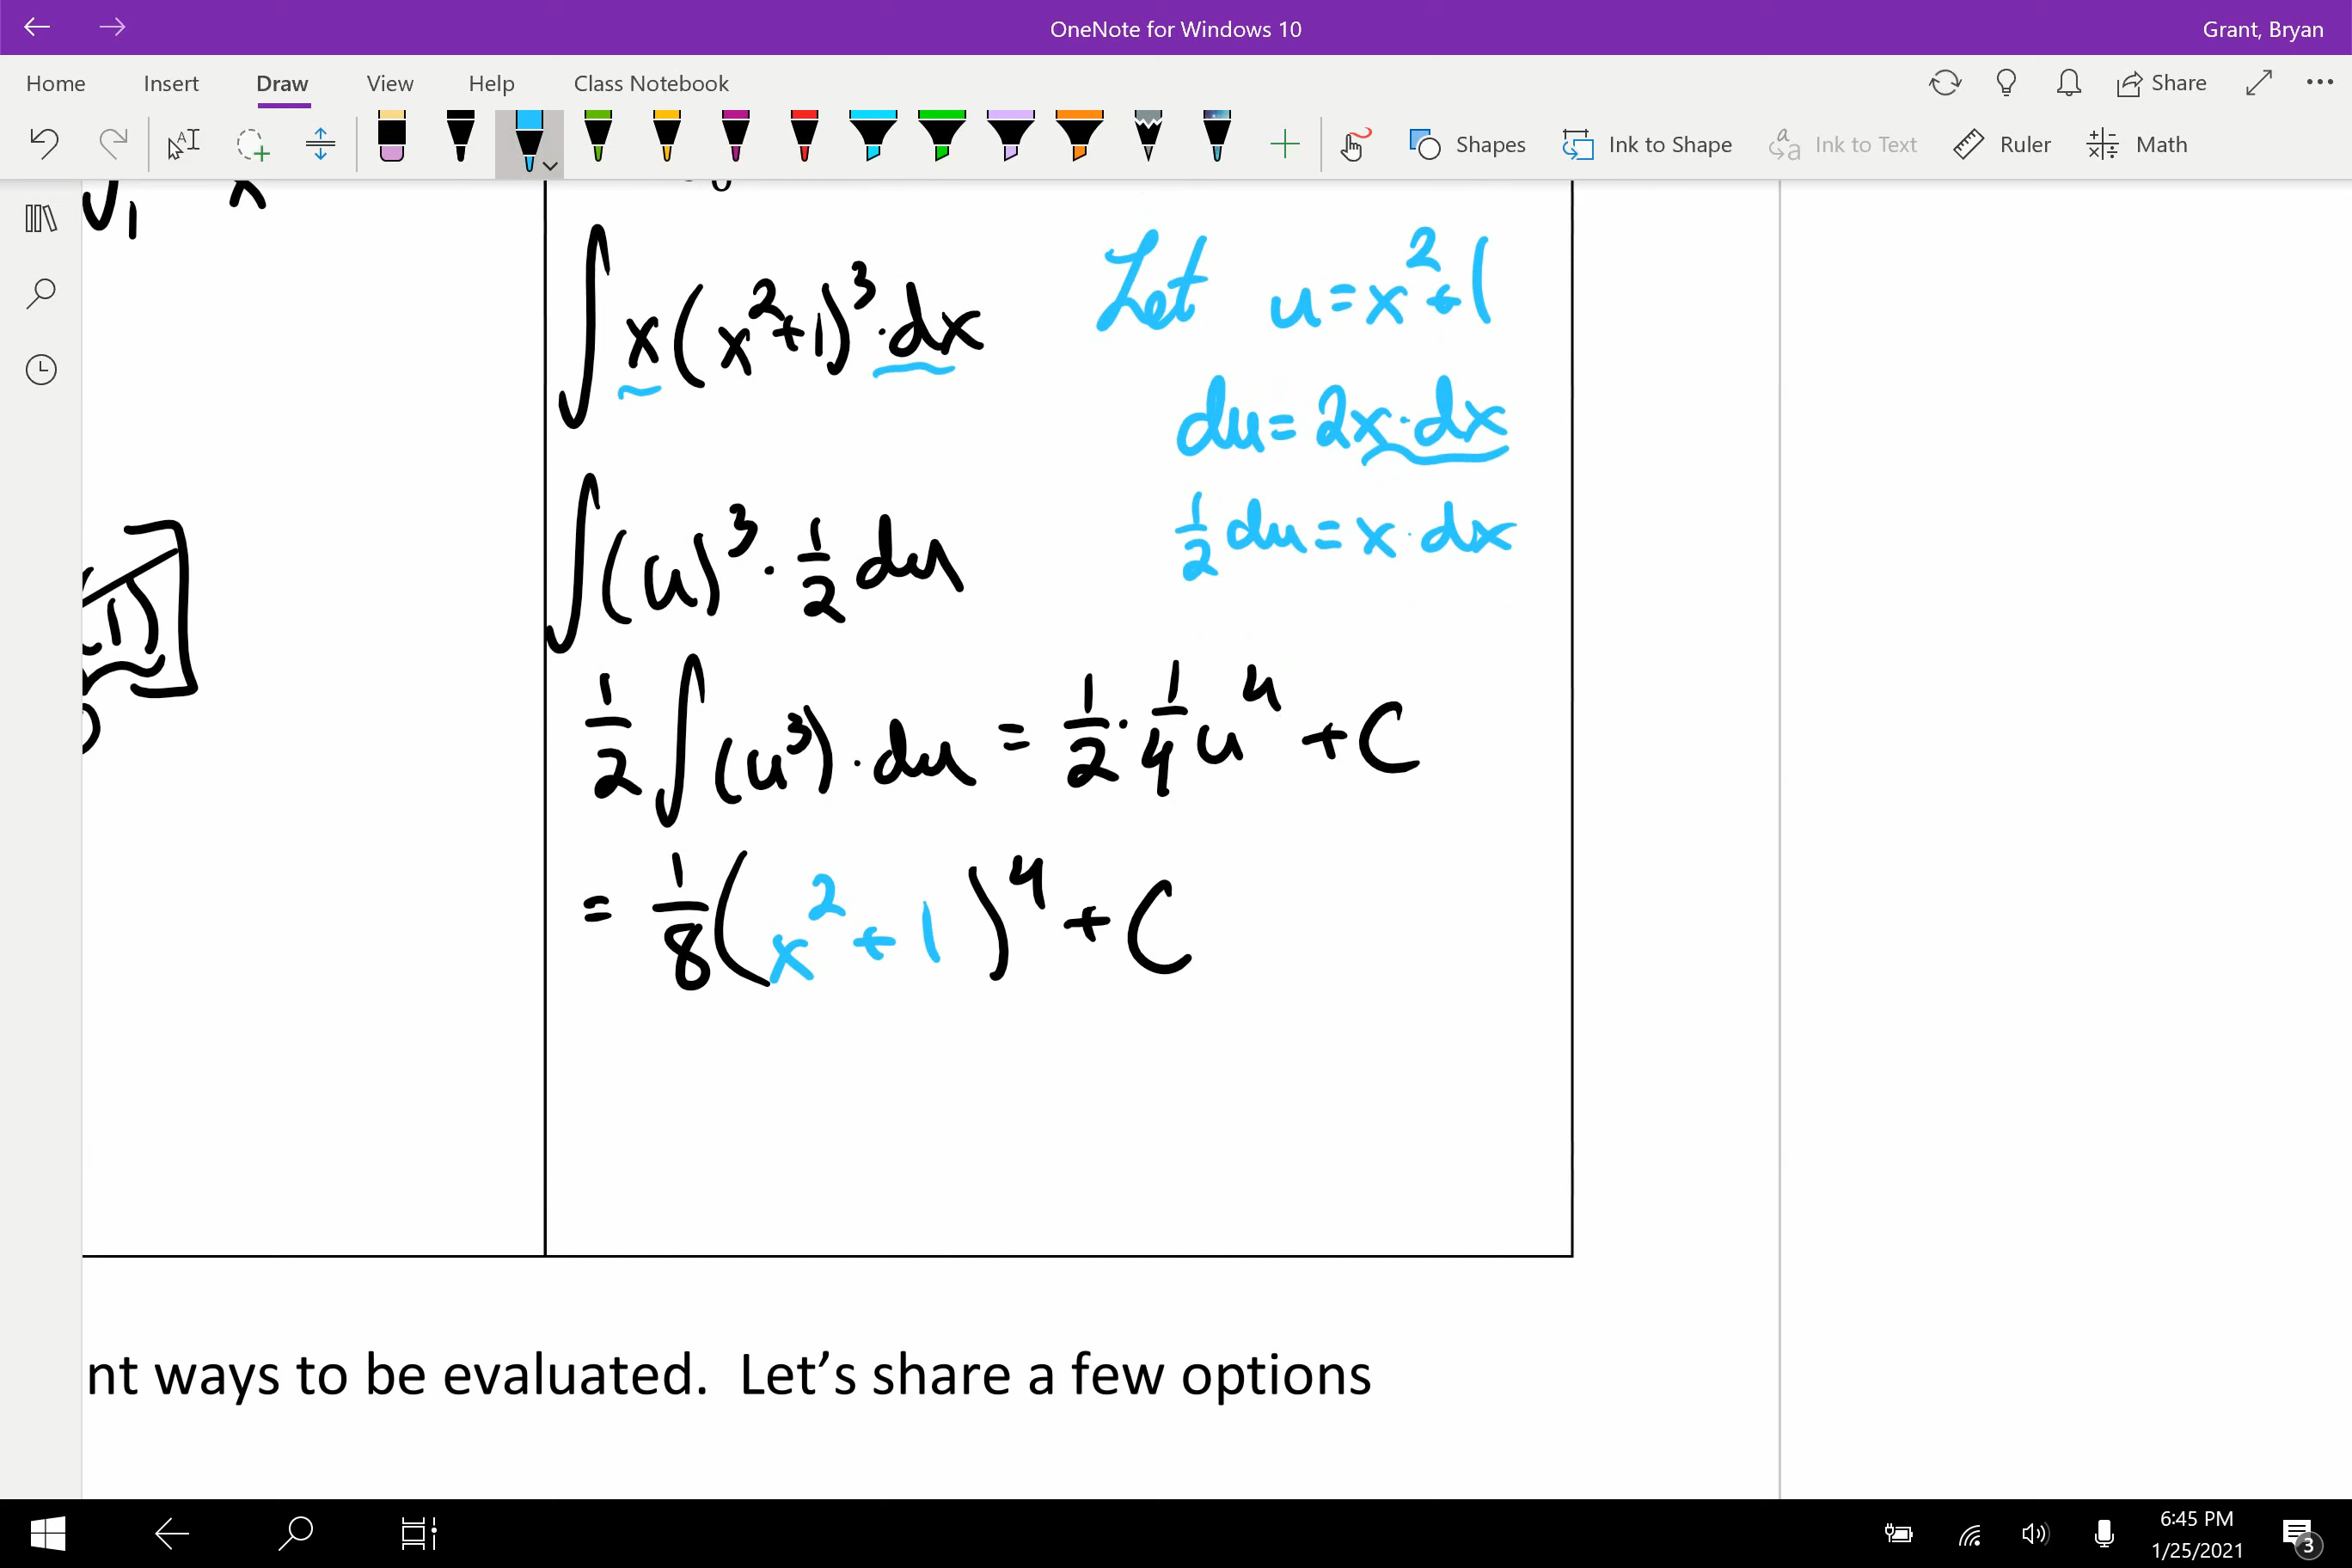 OneNote for Windows 10
Grant, Bryan
Home Insert Draw View Help Class Notebook Share
Shapes Ink to Shape Ink to Text Ruler Math
∫x(x²+1)³·dx
Let u=x²+1
du=2x·dx
∫(u)³·½du
½du=x·dx
½∫(u³)·du = ½·¼u⁴+C
= ⅛(x²+1)⁴+C
nt ways to be evaluated. Let’s share a few options
6:45 PM
1/25/2021
3